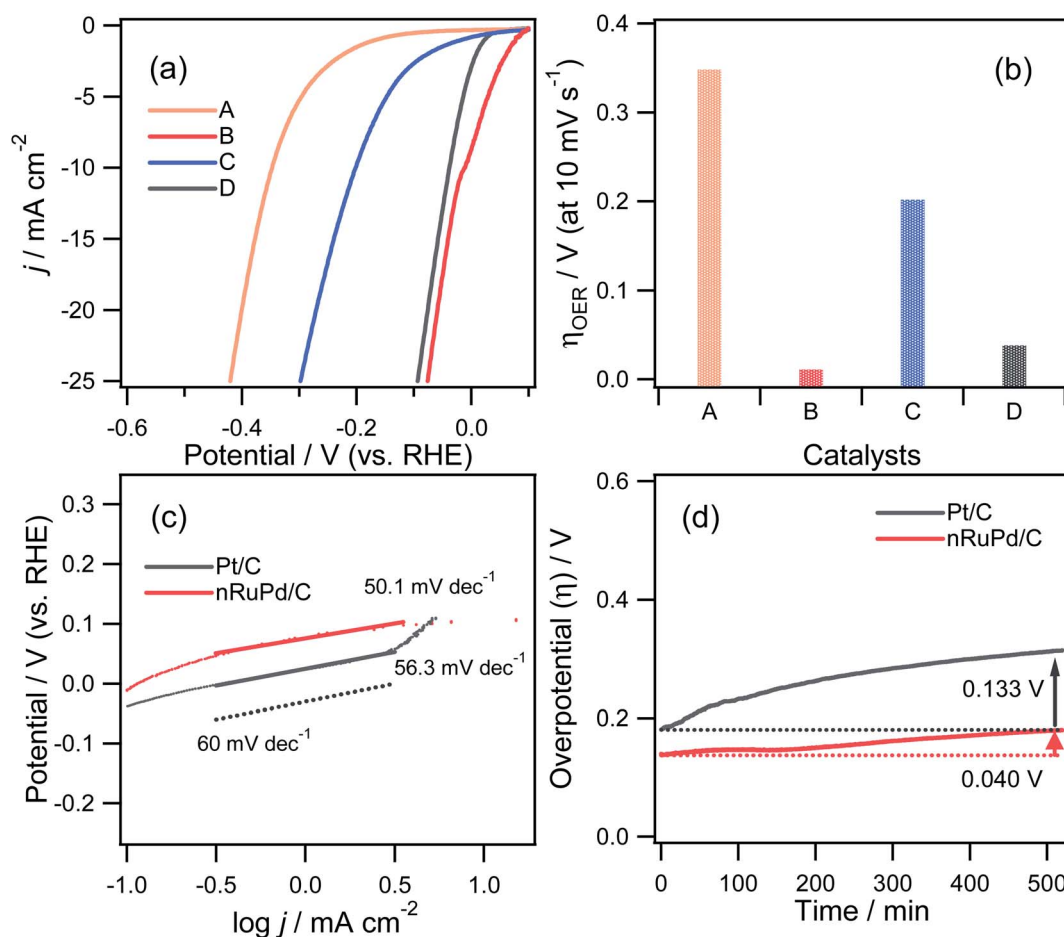 (a)
A
B
C
D
0
-5
-10
-15
-20
-25
j / mA cm⁻²
-0.6
-0.4
-0.2
0.0
Potential / V (vs. RHE)
(b)
0.4
0.3
0.2
0.1
0.0
η_OER / V (at 10 mV s⁻¹)
A
B
C
D
Catalysts
(c)
Pt/C
nRuPd/C
50.1 mV dec⁻¹
56.3 mV dec⁻¹
60 mV dec⁻¹
0.3
0.2
0.1
0.0
-0.1
-0.2
Potential / V (vs. RHE)
-1.0
-0.5
0.0
0.5
1.0
log j / mA cm⁻²
(d)
Pt/C
nRuPd/C
0.133 V
0.040 V
0.6
0.4
0.2
0.0
Overpotential (η) / V
0
100
200
300
400
500
Time / min